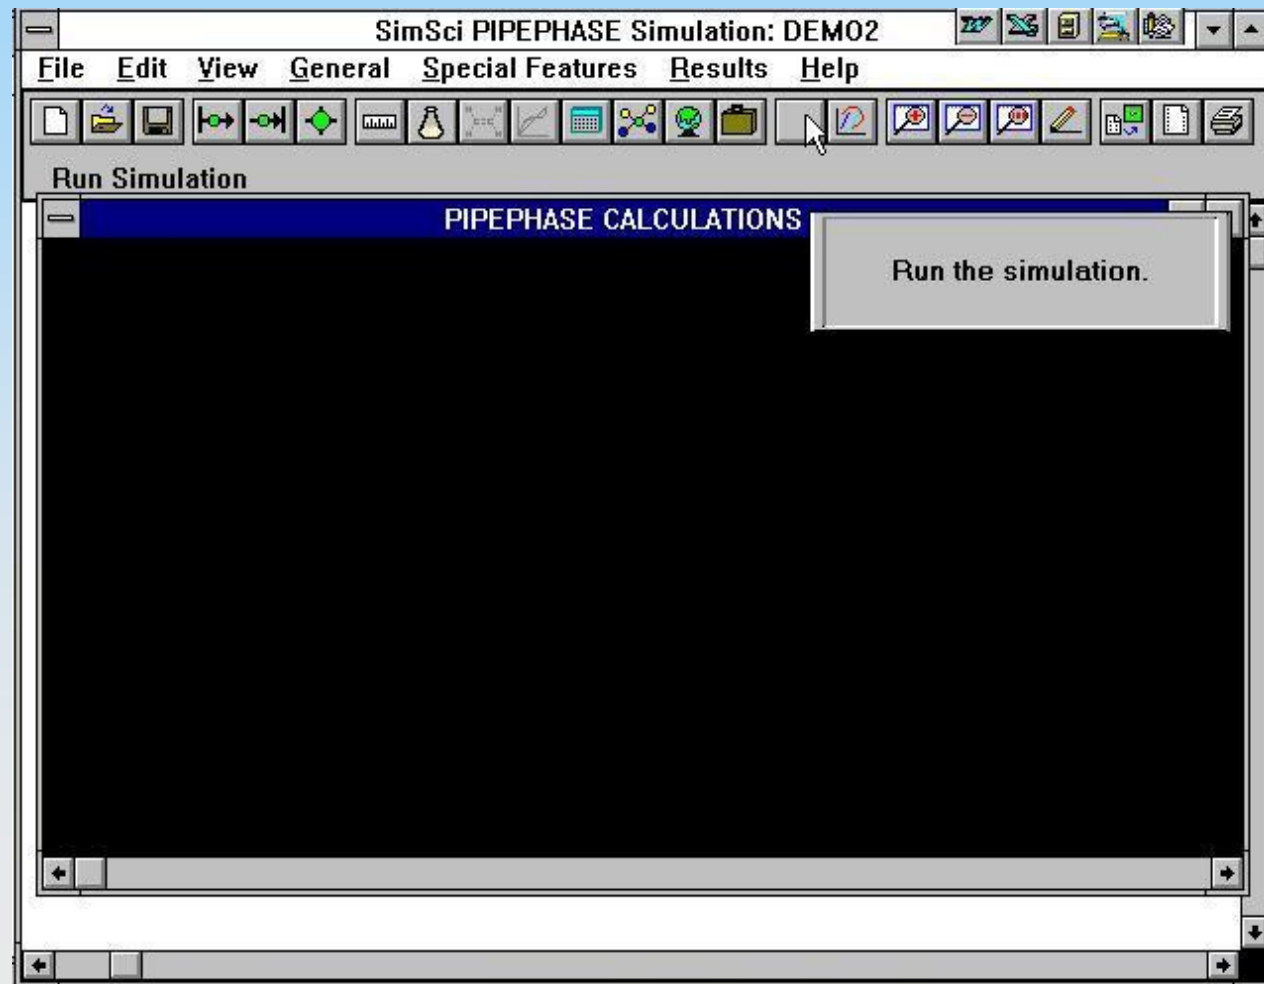 SimSci PIPEPHASE Simulation: DEMO2
File Edit View General Special Features Results Help
Run Simulation
PIPEPHASE CALCULATIONS
Run the simulation.